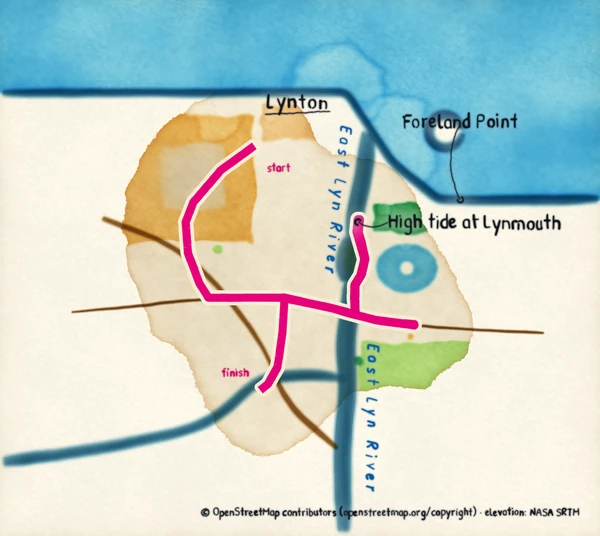 Lynton
Foreland Point
start
East Lyn River
High tide at Lynmouth
finish
East Lyn River
© OpenStreetMap contributors (openstreetmap.org/copyright) · elevation: NASA SRTM